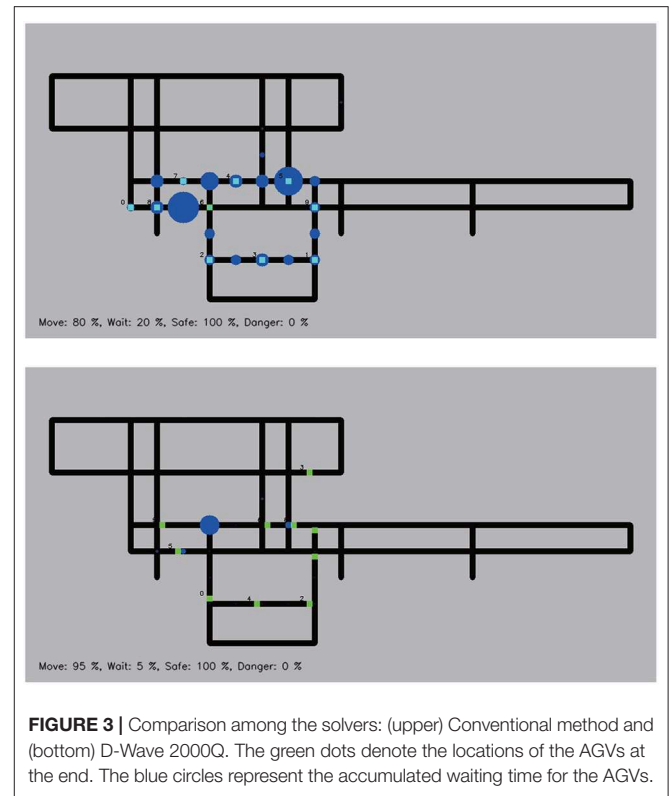 7 4 5
0 8 6 9
2 3 1
Move: 80 %, Wait: 20 %, Safe: 100 %, Danger: 0 %
3
5
0 4 2
Move: 95 %, Wait: 5 %, Safe: 100 %, Danger: 0 %
FIGURE 3 | Comparison among the solvers: (upper) Conventional method and
(bottom) D-Wave 2000Q. The green dots denote the locations of the AGVs at
the end. The blue circles represent the accumulated waiting time for the AGVs.